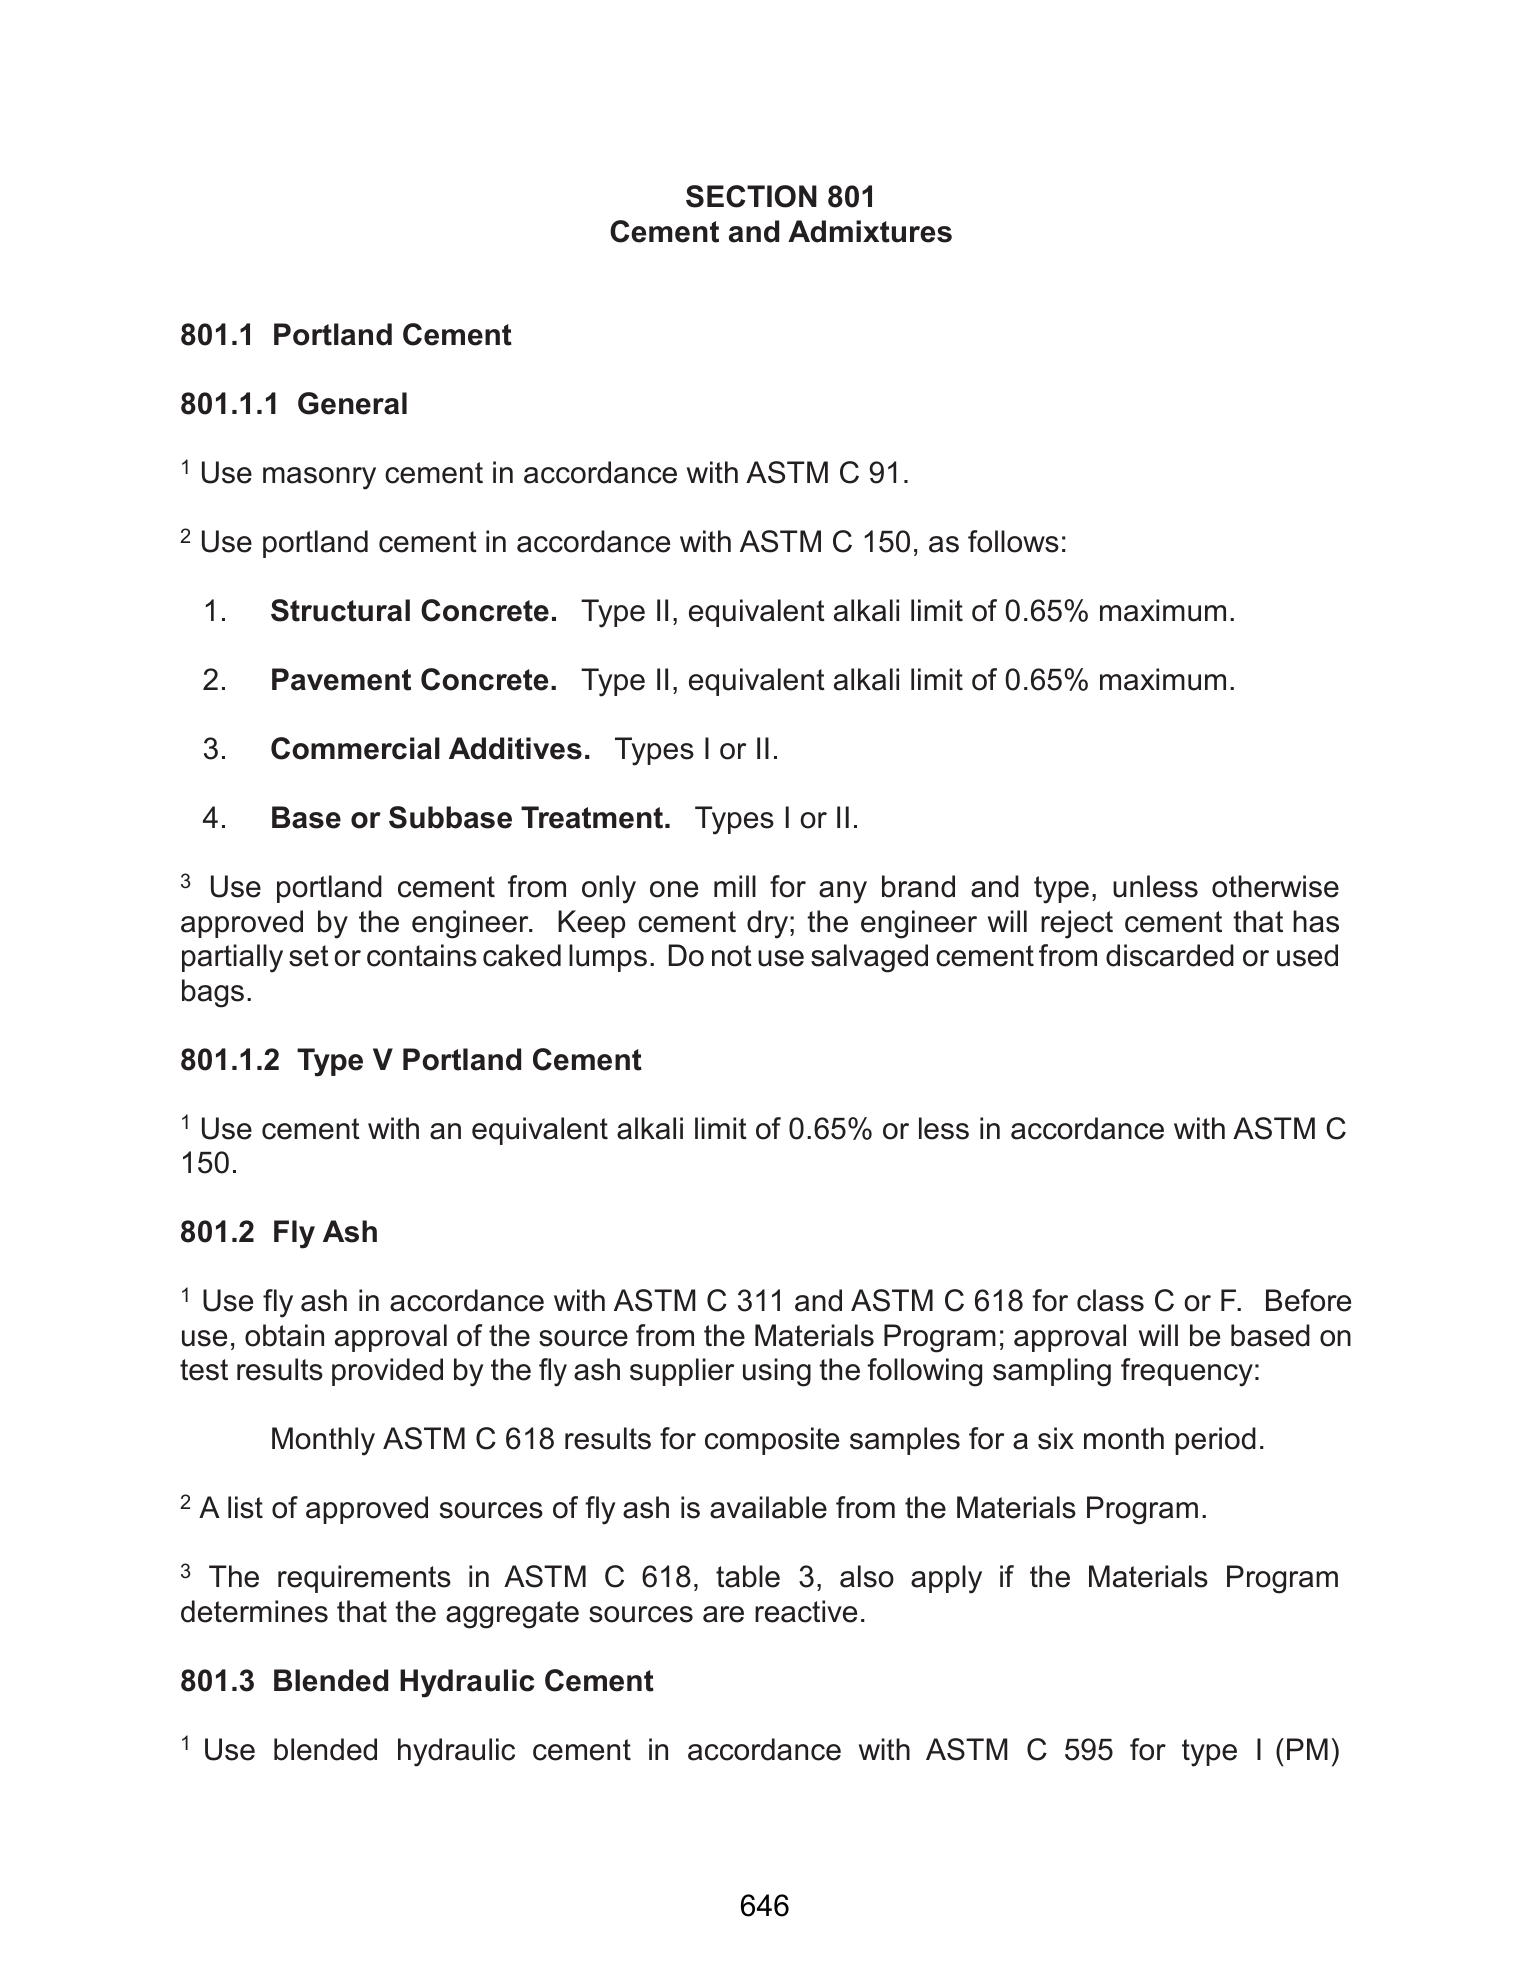 SECTION 801
Cement and Admixtures
801.1 Portland Cement
801.1.1 General
1 Use masonry cement in accordance with ASTM C 91.
2 Use portland cement in accordance with ASTM C 150, as follows:
1. Structural Concrete. Type II, equivalent alkali limit of 0.65% maximum.
2. Pavement Concrete. Type II, equivalent alkali limit of 0.65% maximum.
3. Commercial Additives. Types I or II.
4. Base or Subbase Treatment. Types I or II.
3 Use portland cement from only one mill for any brand and type, unless otherwise
approved by the engineer. Keep cement dry; the engineer will reject cement that has
partially set or contains caked lumps. Do not use salvaged cement from discarded or used
bags.
801.1.2 Type V Portland Cement
1 Use cement with an equivalent alkali limit of 0.65% or less in accordance with ASTM C
150.
801.2 Fly Ash
1 Use fly ash in accordance with ASTM C 311 and ASTM C 618 for class C or F. Before
use, obtain approval of the source from the Materials Program; approval will be based on
test results provided by the fly ash supplier using the following sampling frequency:
Monthly ASTM C 618 results for composite samples for a six month period.
2 A list of approved sources of fly ash is available from the Materials Program.
3 The requirements in ASTM C 618, table 3, also apply if the Materials Program
determines that the aggregate sources are reactive.
801.3 Blended Hydraulic Cement
1 Use blended hydraulic cement in accordance with ASTM C 595 for type I (PM)
646